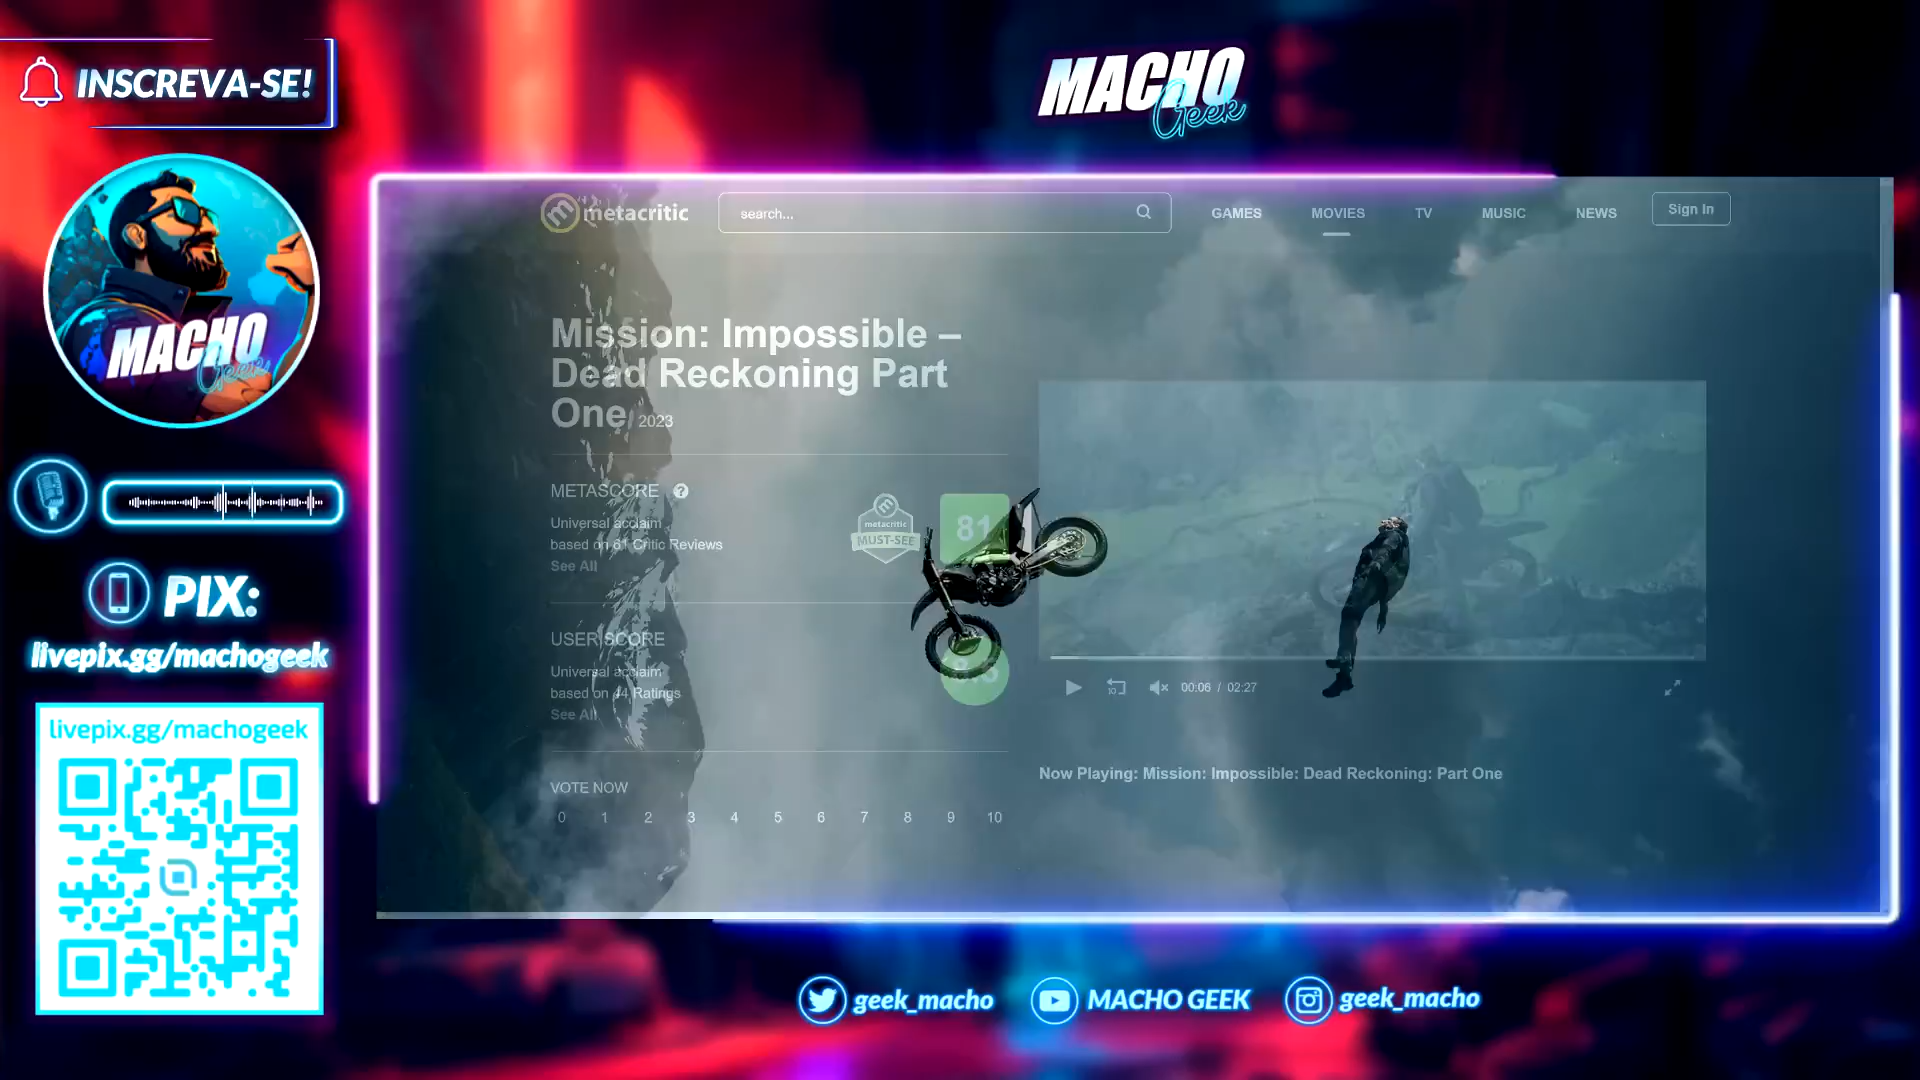 INSCREVA-SE!
MACHO
Geek
MACHO
Geek
PIX:
livepix.gg/machogeek
livepix.gg/machogeek
metacritic
search...
GAMES
MOVIES
TV
MUSIC
NEWS
Sign In
Mission: Impossible –
Dead Reckoning Part
One 2023
METASCORE ?
Universal acclaim
based on 61 Critic Reviews
See All
metacritic
MUST-SEE
81
USER SCORE
Universal acclaim
based on 44 Ratings
See All
VOTE NOW
0 1 2 3 4 5 6 7 8 9 10
10
00:06 / 02:27
Now Playing: Mission: Impossible: Dead Reckoning: Part One
geek_macho
MACHO GEEK
geek_macho